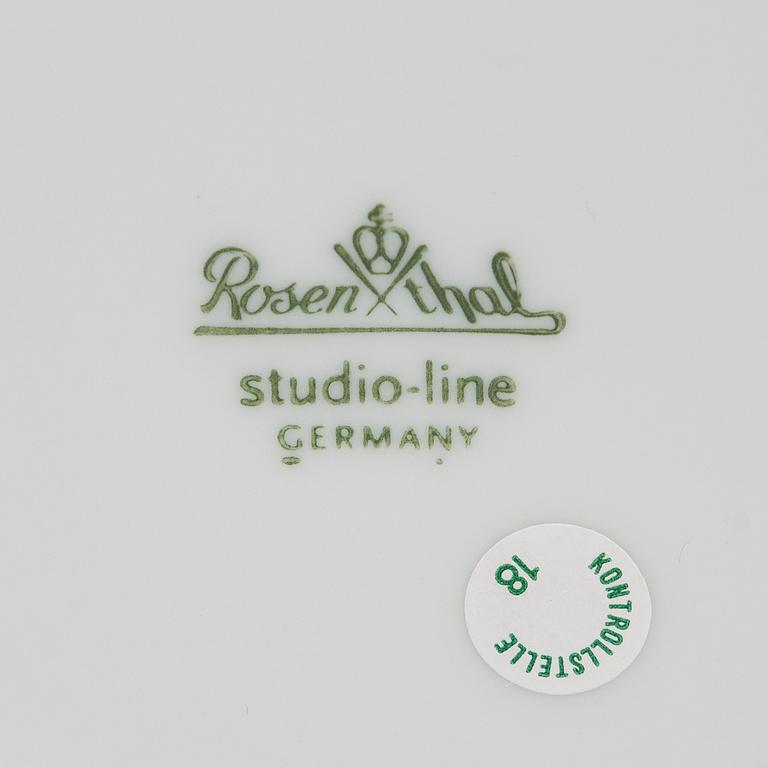 Rosenthal
studio-line
GERMANY
KONTROLLSTELLE
18